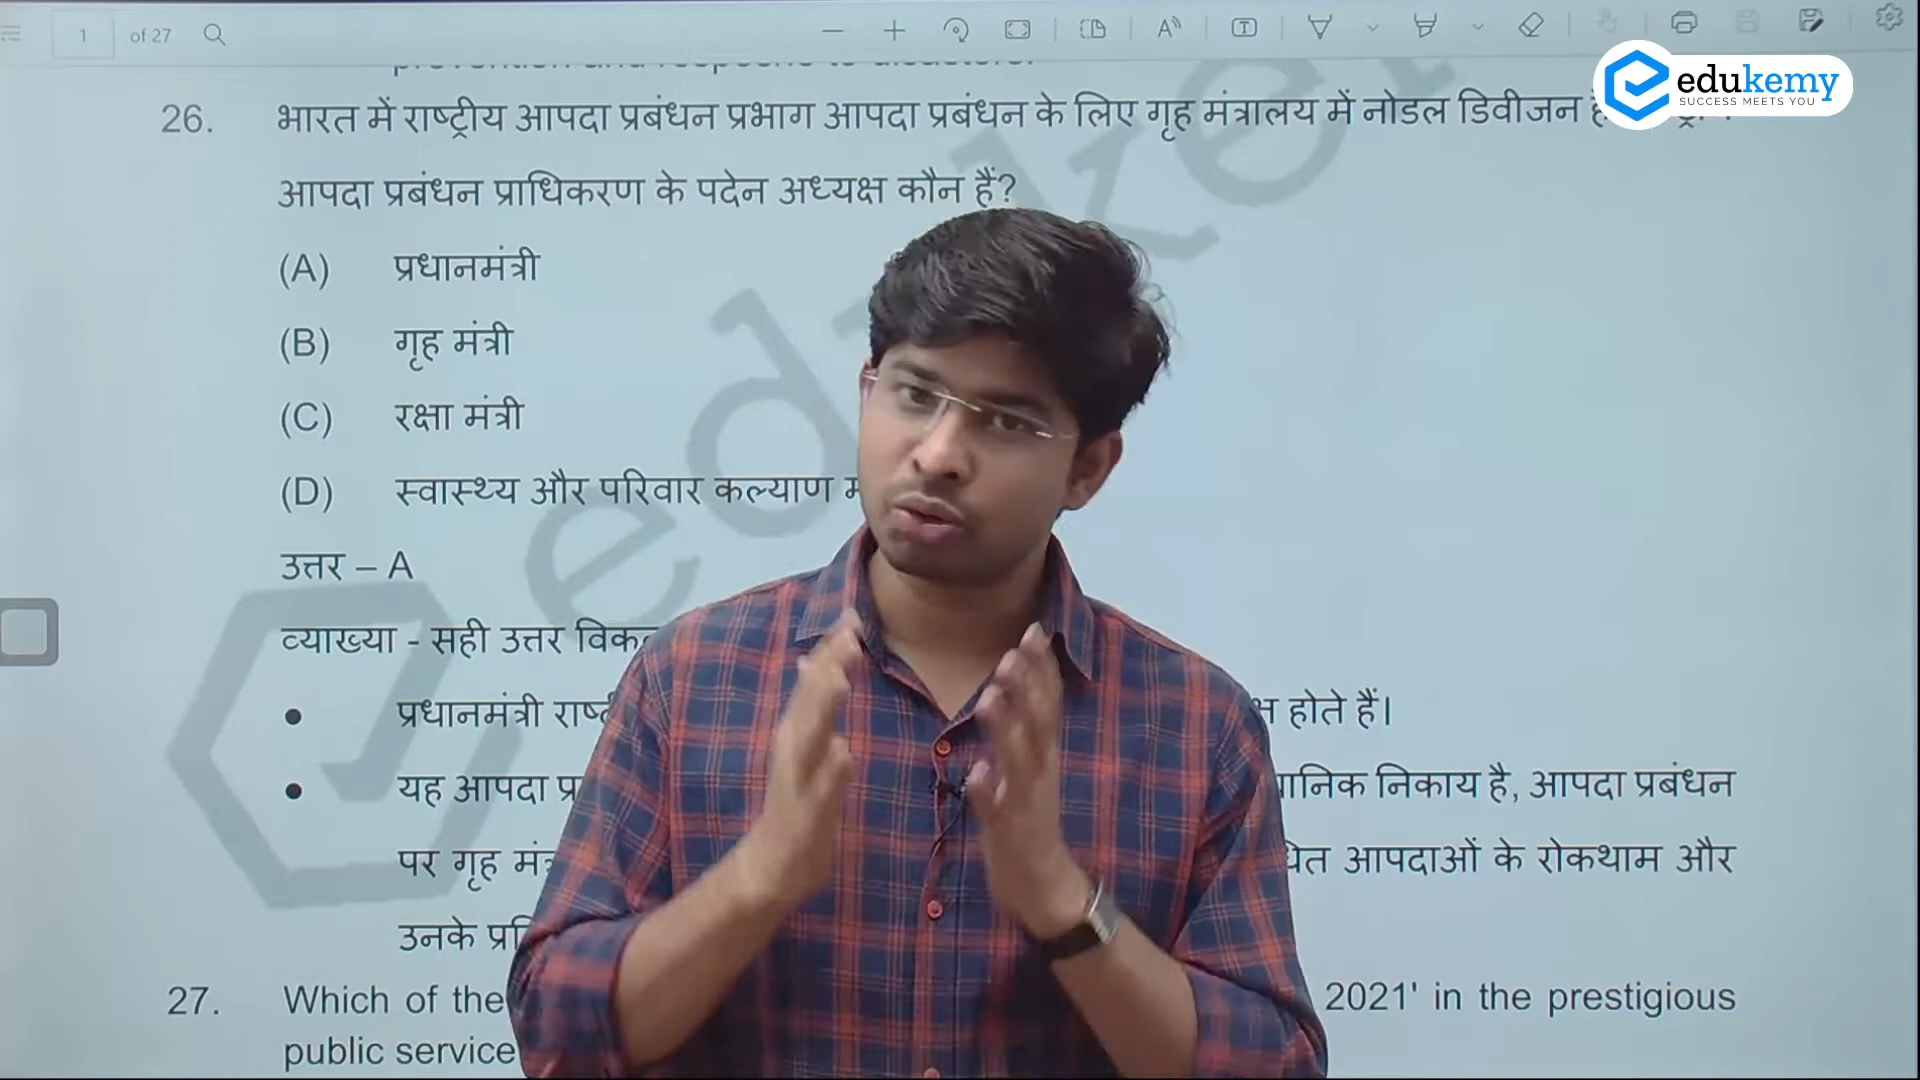 1 of 27
edukemy
SUCCESS MEETS YOU
26. भारत में राष्ट्रीय आपदा प्रबंधन प्रभाग आपदा प्रबंधन के लिए गृह मंत्रालय में नोडल डिवीजन
आपदा प्रबंधन प्राधिकरण के पदेन अध्यक्ष कौन हैं?
(A) प्रधानमंत्री
(B) गृह मंत्री
(C) रक्षा मंत्री
(D) स्वास्थ्य और परिवार कल्याण
उत्तर – A
व्याख्या - सही उत्तर
● प्रधानमंत्री होते हैं।
● यह आपदा निकाय है, आपदा प्रबंधन
पर गृह आपदाओं के रोकथाम और
उनके
27. Which of the 2021' in the prestigious
public service